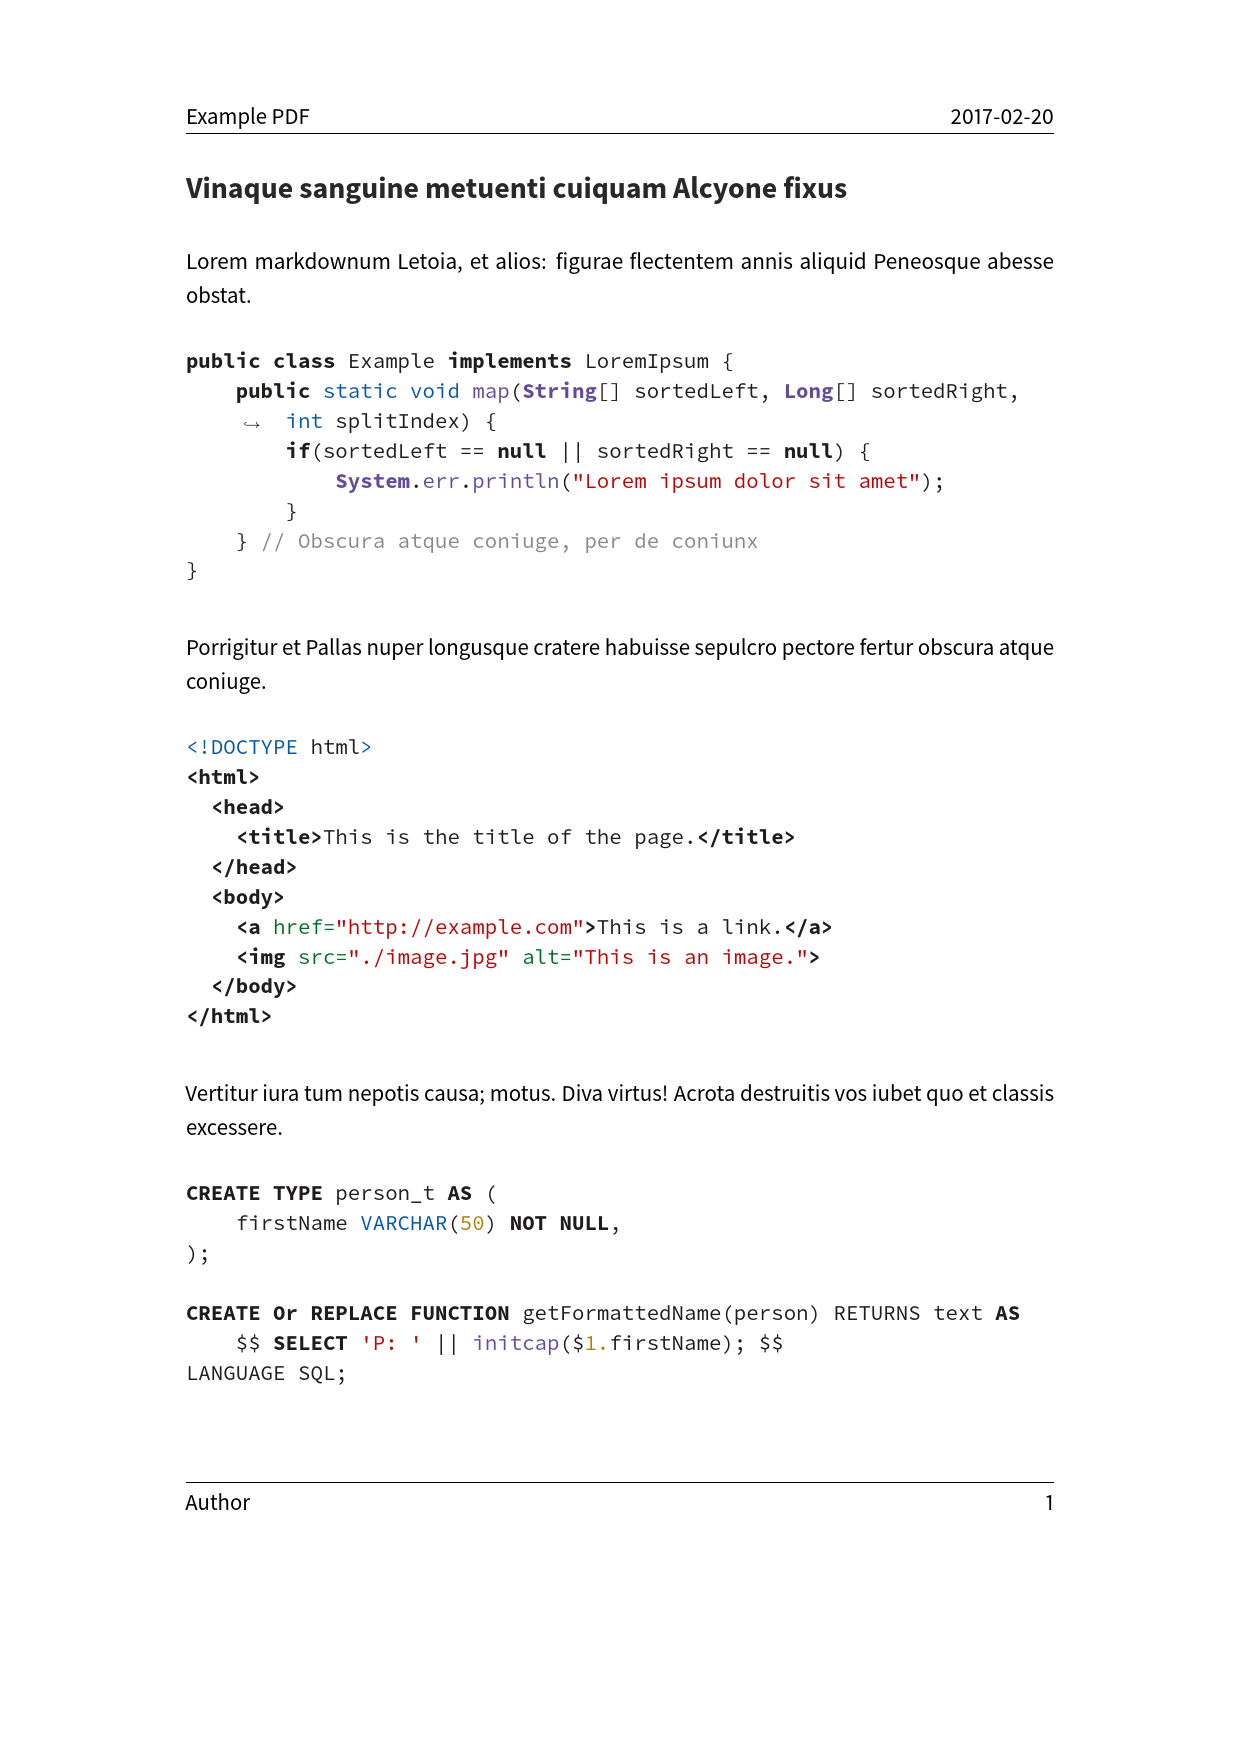 Example PDF 2017-02-20
Vinaque sanguine metuenti cuiquam Alcyone fixus
Lorem markdownum Letoia, et alios: figurae flectentem annis aliquid Peneosque abesse
obstat.
public class Example implements LoremIpsum {
    public static void map(String[] sortedLeft, Long[] sortedRight,
    ↪  int splitIndex) {
        if(sortedLeft == null || sortedRight == null) {
            System.err.println("Lorem ipsum dolor sit amet");
        }
    } // Obscura atque coniuge, per de coniunx
}
Porrigitur et Pallas nuper longusque cratere habuisse sepulcro pectore fertur obscura atque
coniuge.
<!DOCTYPE html>
<html>
  <head>
    <title>This is the title of the page.</title>
  </head>
  <body>
    <a href="http://example.com">This is a link.</a>
    <img src="./image.jpg" alt="This is an image.">
  </body>
</html>
Vertitur iura tum nepotis causa; motus. Diva virtus! Acrota destruitis vos iubet quo et classis
excessere.
CREATE TYPE person_t AS (
    firstName VARCHAR(50) NOT NULL,
);
CREATE Or REPLACE FUNCTION getFormattedName(person) RETURNS text AS
    $$ SELECT 'P: ' || initcap($1.firstName); $$
LANGUAGE SQL;
Author 1